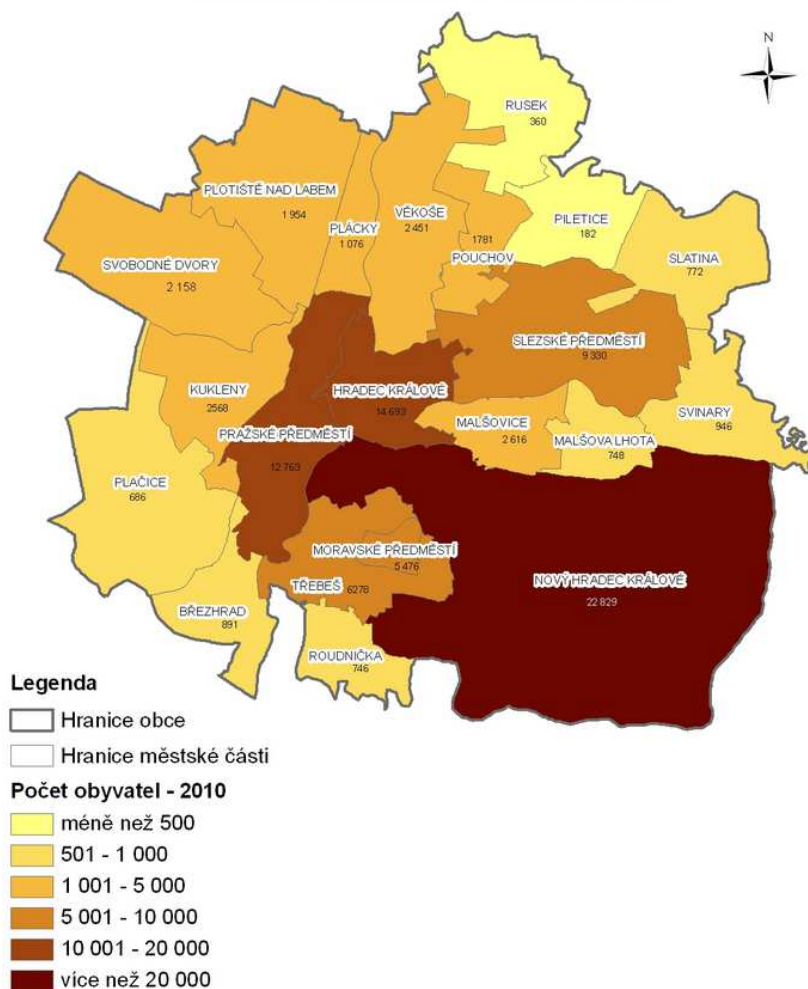 N
RUSEK
360
PLOTIŠTĚ NAD LABEM
1 954
PLÁCKY
1 076
VĚKOŠE
2 451
1781
POUCHOV
PILETICE
182
SLATINA
772
SVOBODNÉ DVORY
2 158
SLEZSKÉ PŘEDMĚSTÍ
9 330
KUKLENY
2568
HRADEC KRÁLOVÉ
14 693
MALŠOVICE
2 616
MALŠOVA LHOTA
748
SVINARY
946
PRAŽSKÉ PŘEDMĚSTÍ
12 763
PLAČICE
686
MORAVSKÉ PŘEDMĚSTÍ
5 476
TŘEBEŠ
6278
NOVÝ HRADEC KRÁLOVÉ
22 829
BŘEZHRAD
891
ROUDNIČKA
746
Legenda
Hranice obce
Hranice městské části
Počet obyvatel - 2010
méně než 500
501 - 1 000
1 001 - 5 000
5 001 - 10 000
10 001 - 20 000
více než 20 000